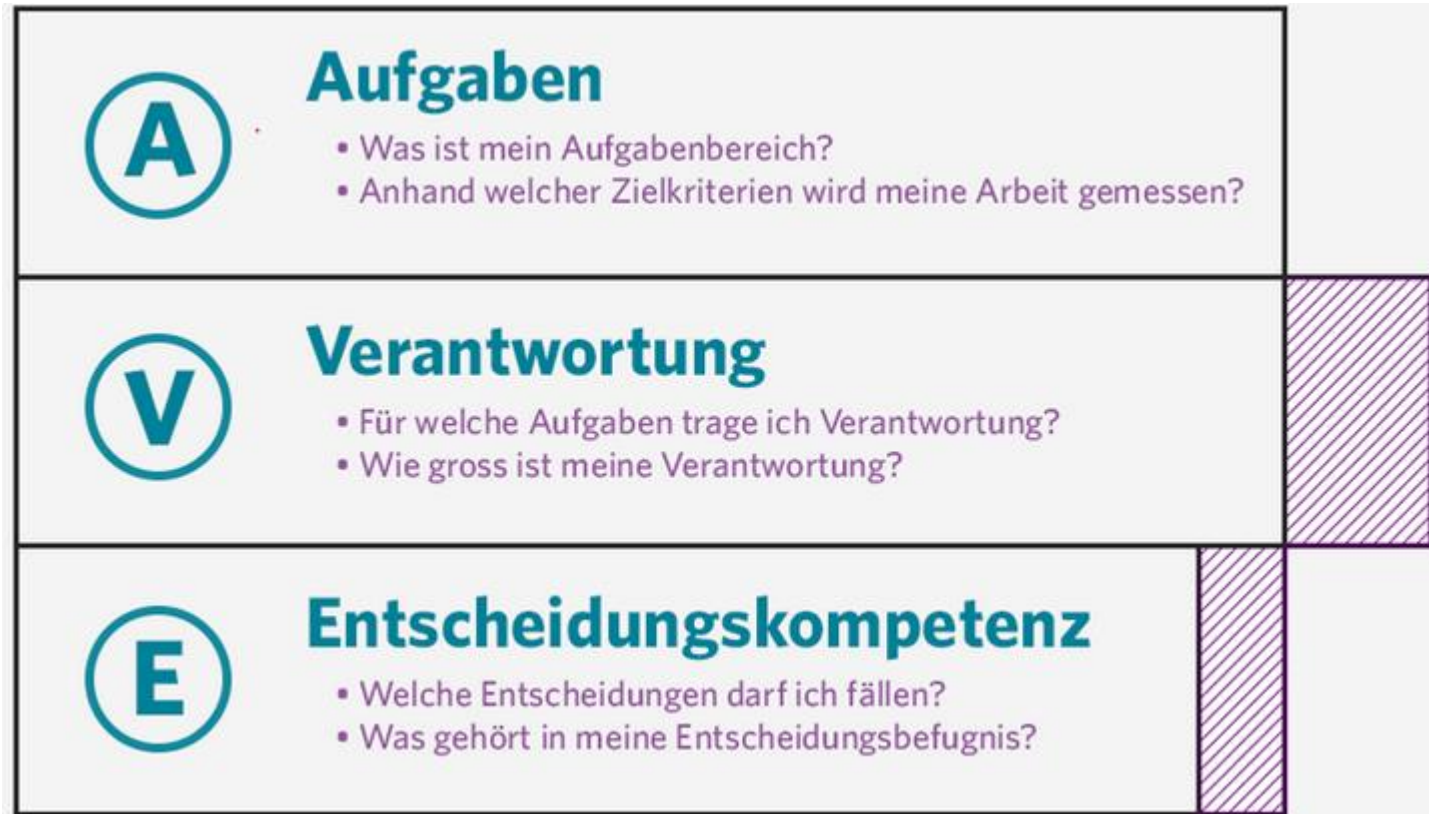 A
Aufgaben
• Was ist mein Aufgabenbereich?
• Anhand welcher Zielkriterien wird meine Arbeit gemessen?
V
Verantwortung
• Für welche Aufgaben trage ich Verantwortung?
• Wie gross ist meine Verantwortung?
E
Entscheidungskompetenz
• Welche Entscheidungen darf ich fällen?
• Was gehört in meine Entscheidungsbefugnis?